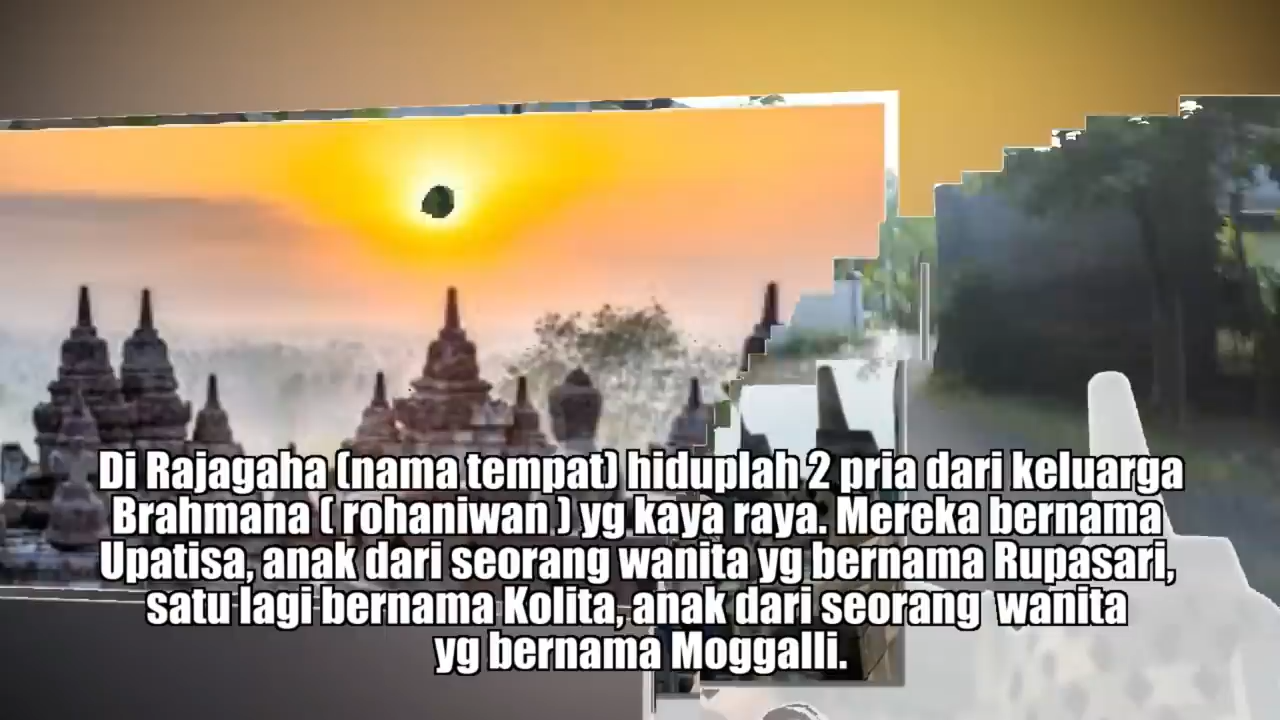 Di Rajagaha (nama tempat) hiduplah 2 pria dari keluarga
Brahmana ( rohaniwan ) yg kaya raya. Mereka bernama
Upatisa, anak dari seorang wanita yg bernama Rupasari,
satu lagi bernama Kolita, anak dari seorang wanita
yg bernama Moggalli.